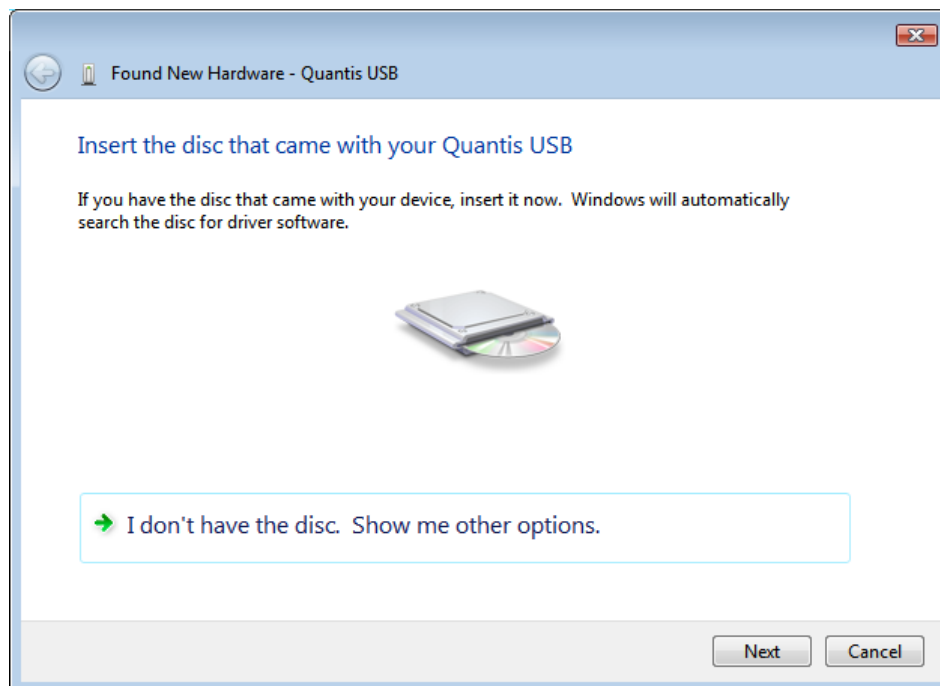 Found New Hardware - Quantis USB
Insert the disc that came with your Quantis USB
If you have the disc that came with your device, insert it now.  Windows will automatically
search the disc for driver software.
I don't have the disc.  Show me other options.
Next
Cancel